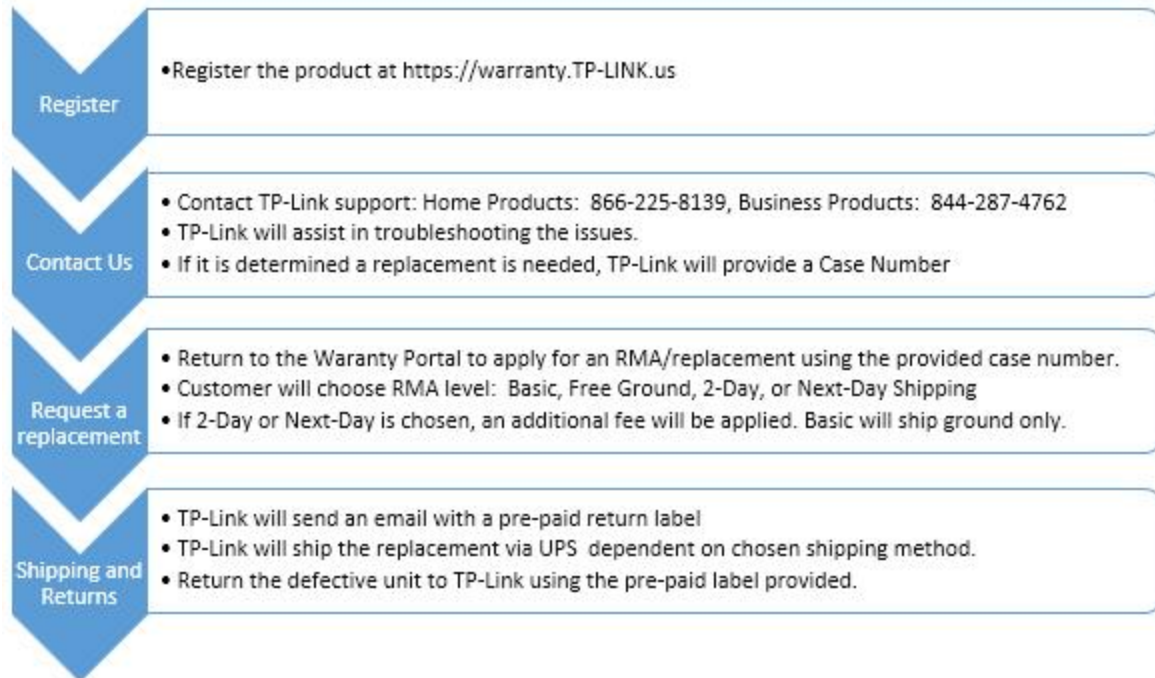 Register
•Register the product at https://warranty.TP-LINK.us
Contact Us
• Contact TP-Link support: Home Products:  866-225-8139, Business Products:  844-287-4762
• TP-Link will assist in troubleshooting the issues.
• If it is determined a replacement is needed, TP-Link will provide a Case Number
Request a
replacement
• Return to the Waranty Portal to apply for an RMA/replacement using the provided case number.
• Customer will choose RMA level:  Basic, Free Ground, 2-Day, or Next-Day Shipping
• If 2-Day or Next-Day is chosen, an additional fee will be applied. Basic will ship ground only.
Shipping and
Returns
• TP-Link will send an email with a pre-paid return label
• TP-Link will ship the replacement via UPS  dependent on chosen shipping method.
• Return the defective unit to TP-Link using the pre-paid label provided.